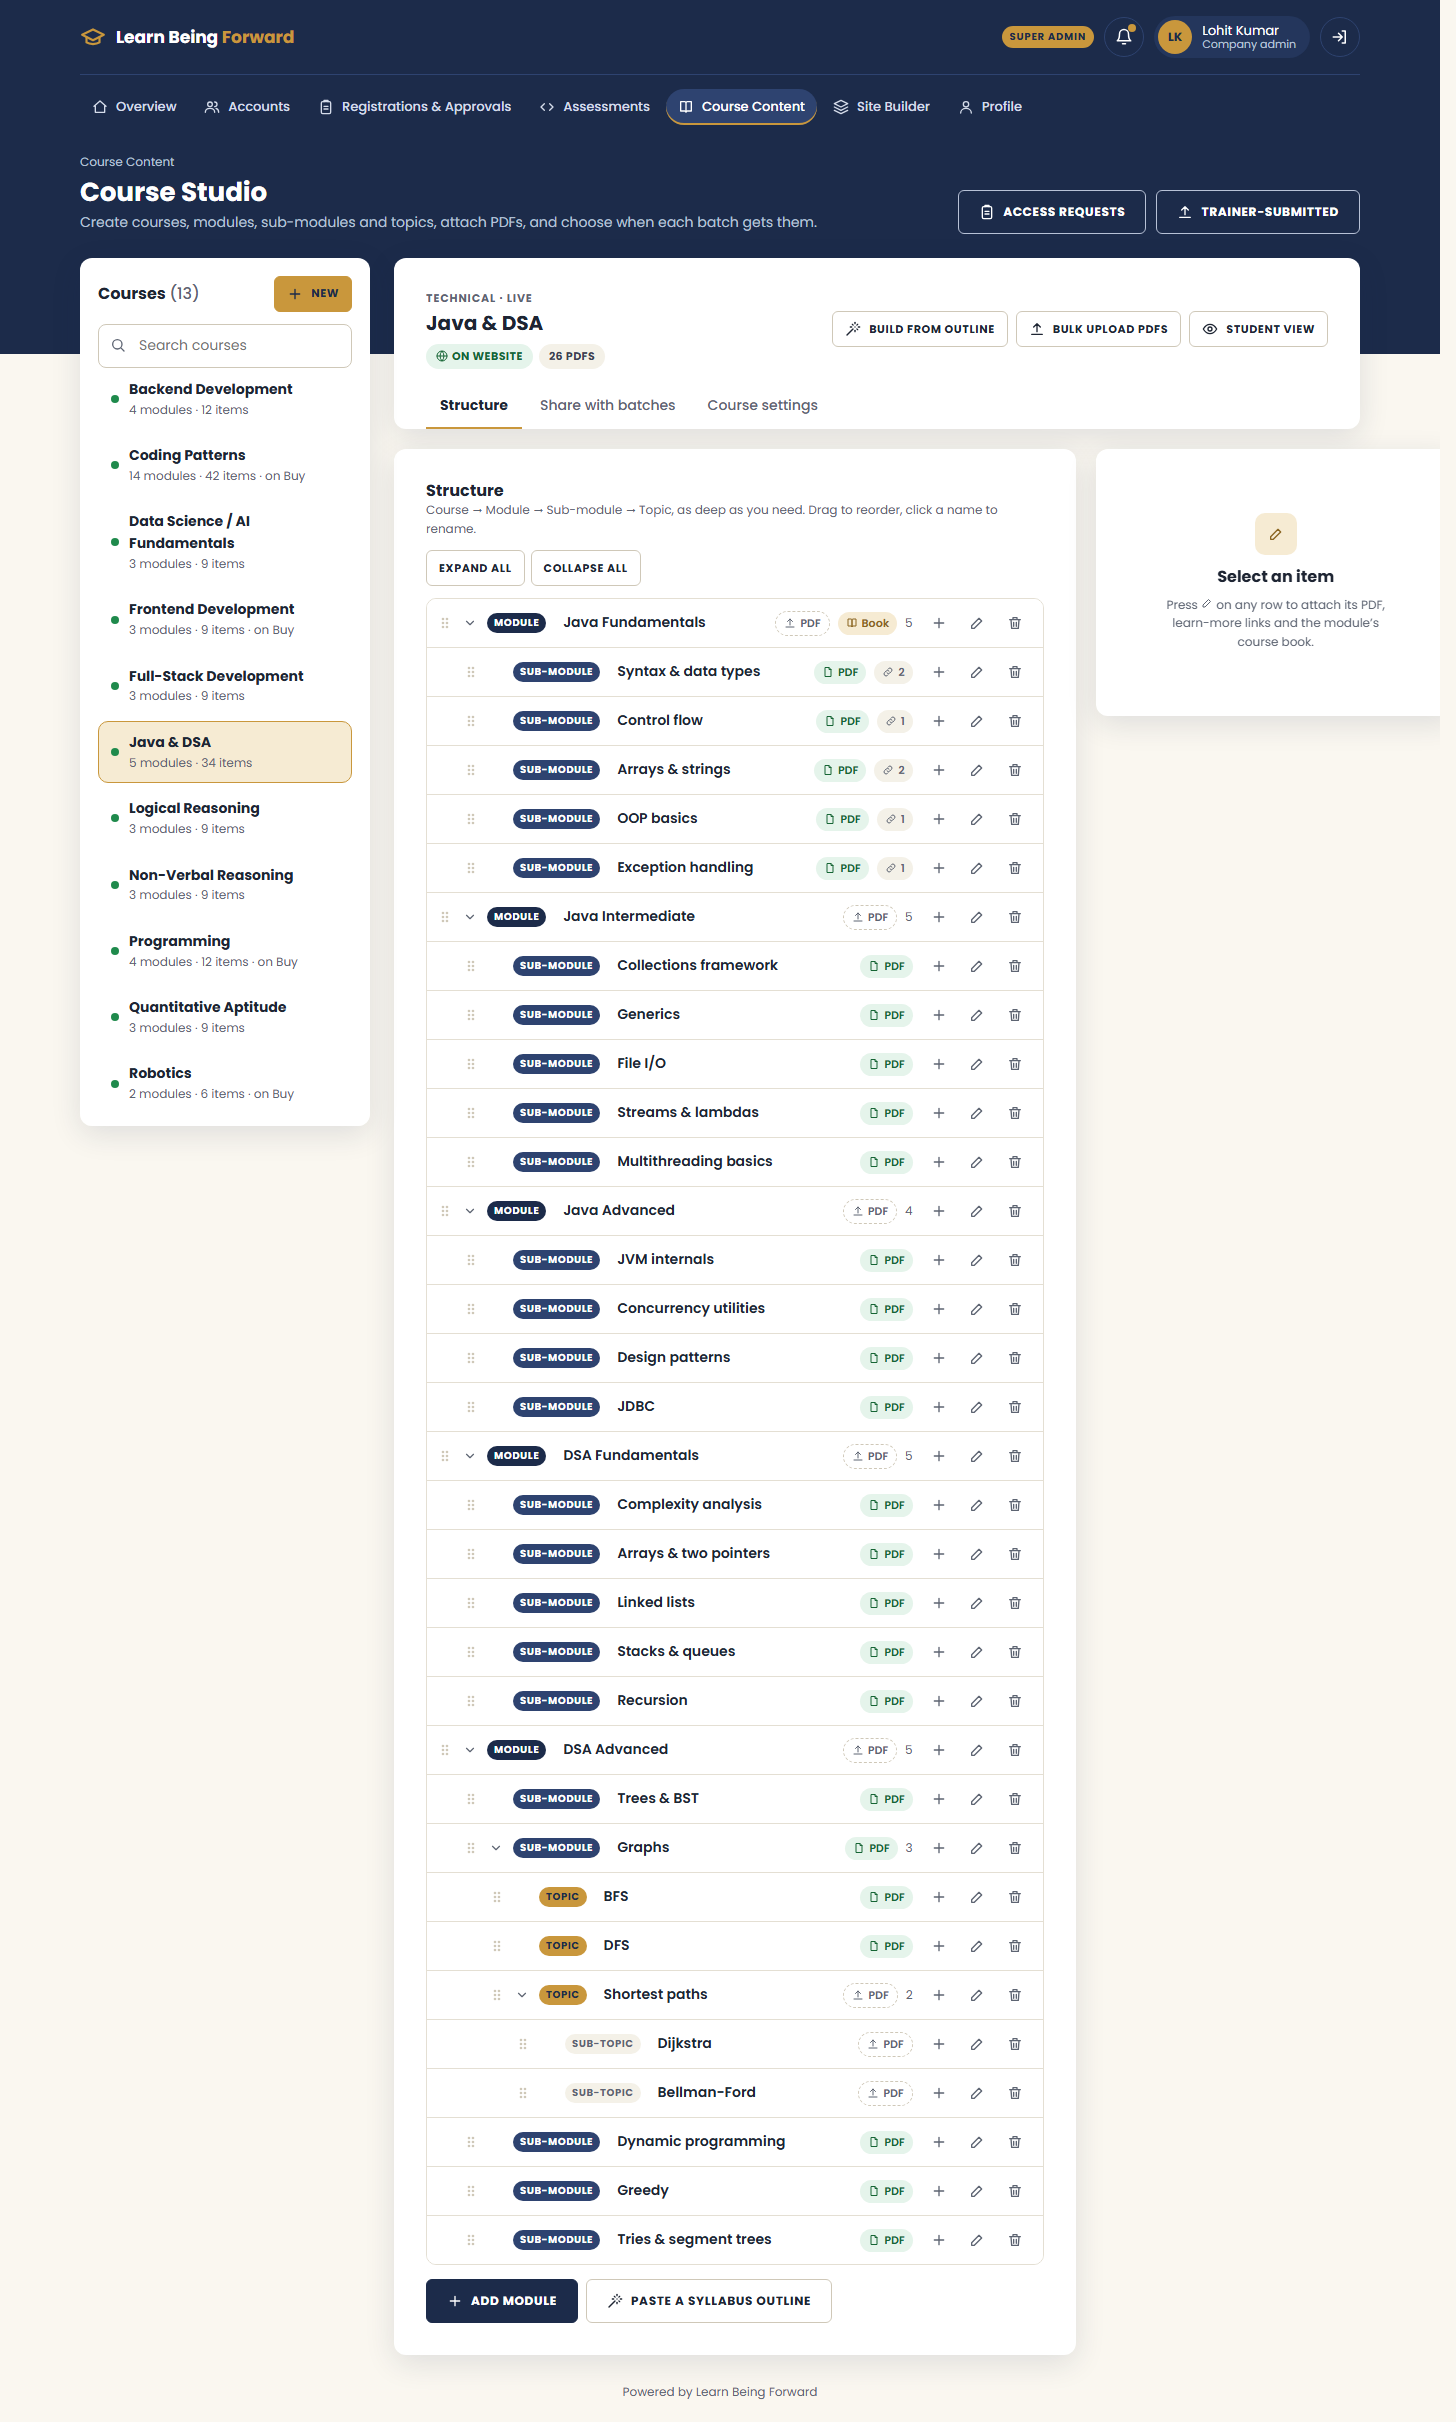 Learn Being Forward
SUPER ADMIN
LK
Lohit Kumar
Company admin
Overview
Accounts
Registrations & Approvals
Assessments
Course Content
Site Builder
Profile
Course Content
Course Studio
Create courses, modules, sub-modules and topics, attach PDFs, and choose when each batch gets them.
ACCESS REQUESTS
TRAINER-SUBMITTED
Courses (13)
NEW
Search courses
Backend Development
4 modules · 12 items
Coding Patterns
14 modules · 42 items · on Buy
Data Science / AI
Fundamentals
3 modules · 9 items
Frontend Development
3 modules · 9 items · on Buy
Full-Stack Development
3 modules · 9 items
Java & DSA
5 modules · 34 items
Logical Reasoning
3 modules · 9 items
Non-Verbal Reasoning
3 modules · 9 items
Programming
4 modules · 12 items · on Buy
Quantitative Aptitude
3 modules · 9 items
Robotics
2 modules · 6 items · on Buy
TECHNICAL · LIVE
Java & DSA
ON WEBSITE
26 PDFS
BUILD FROM OUTLINE
BULK UPLOAD PDFS
STUDENT VIEW
Structure
Share with batches
Course settings
Structure
Course → Module → Sub-module → Topic, as deep as you need. Drag to reorder, click a name to
rename.
EXPAND ALL
COLLAPSE ALL
MODULE Java Fundamentals PDF Book 5
SUB-MODULE Syntax & data types PDF 2
SUB-MODULE Control flow PDF 1
SUB-MODULE Arrays & strings PDF 2
SUB-MODULE OOP basics PDF 1
SUB-MODULE Exception handling PDF 1
MODULE Java Intermediate PDF 5
SUB-MODULE Collections framework PDF
SUB-MODULE Generics PDF
SUB-MODULE File I/O PDF
SUB-MODULE Streams & lambdas PDF
SUB-MODULE Multithreading basics PDF
MODULE Java Advanced PDF 4
SUB-MODULE JVM internals PDF
SUB-MODULE Concurrency utilities PDF
SUB-MODULE Design patterns PDF
SUB-MODULE JDBC PDF
MODULE DSA Fundamentals PDF 5
SUB-MODULE Complexity analysis PDF
SUB-MODULE Arrays & two pointers PDF
SUB-MODULE Linked lists PDF
SUB-MODULE Stacks & queues PDF
SUB-MODULE Recursion PDF
MODULE DSA Advanced PDF 5
SUB-MODULE Trees & BST PDF
SUB-MODULE Graphs PDF 3
TOPIC BFS PDF
TOPIC DFS PDF
TOPIC Shortest paths PDF 2
SUB-TOPIC Dijkstra PDF
SUB-TOPIC Bellman-Ford PDF
SUB-MODULE Dynamic programming PDF
SUB-MODULE Greedy PDF
SUB-MODULE Tries & segment trees PDF
ADD MODULE
PASTE A SYLLABUS OUTLINE
Select an item
Press on any row to attach its PDF,
learn-more links and the module's
course book.
Powered by Learn Being Forward